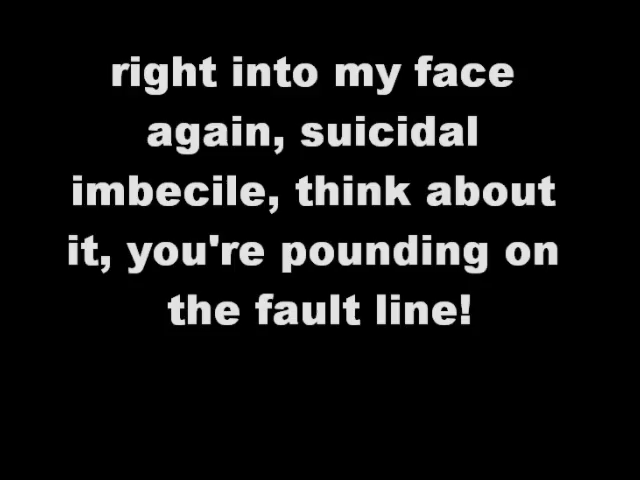 right into my face
again, suicidal
imbecile, think about
it, you're pounding on
the fault line!